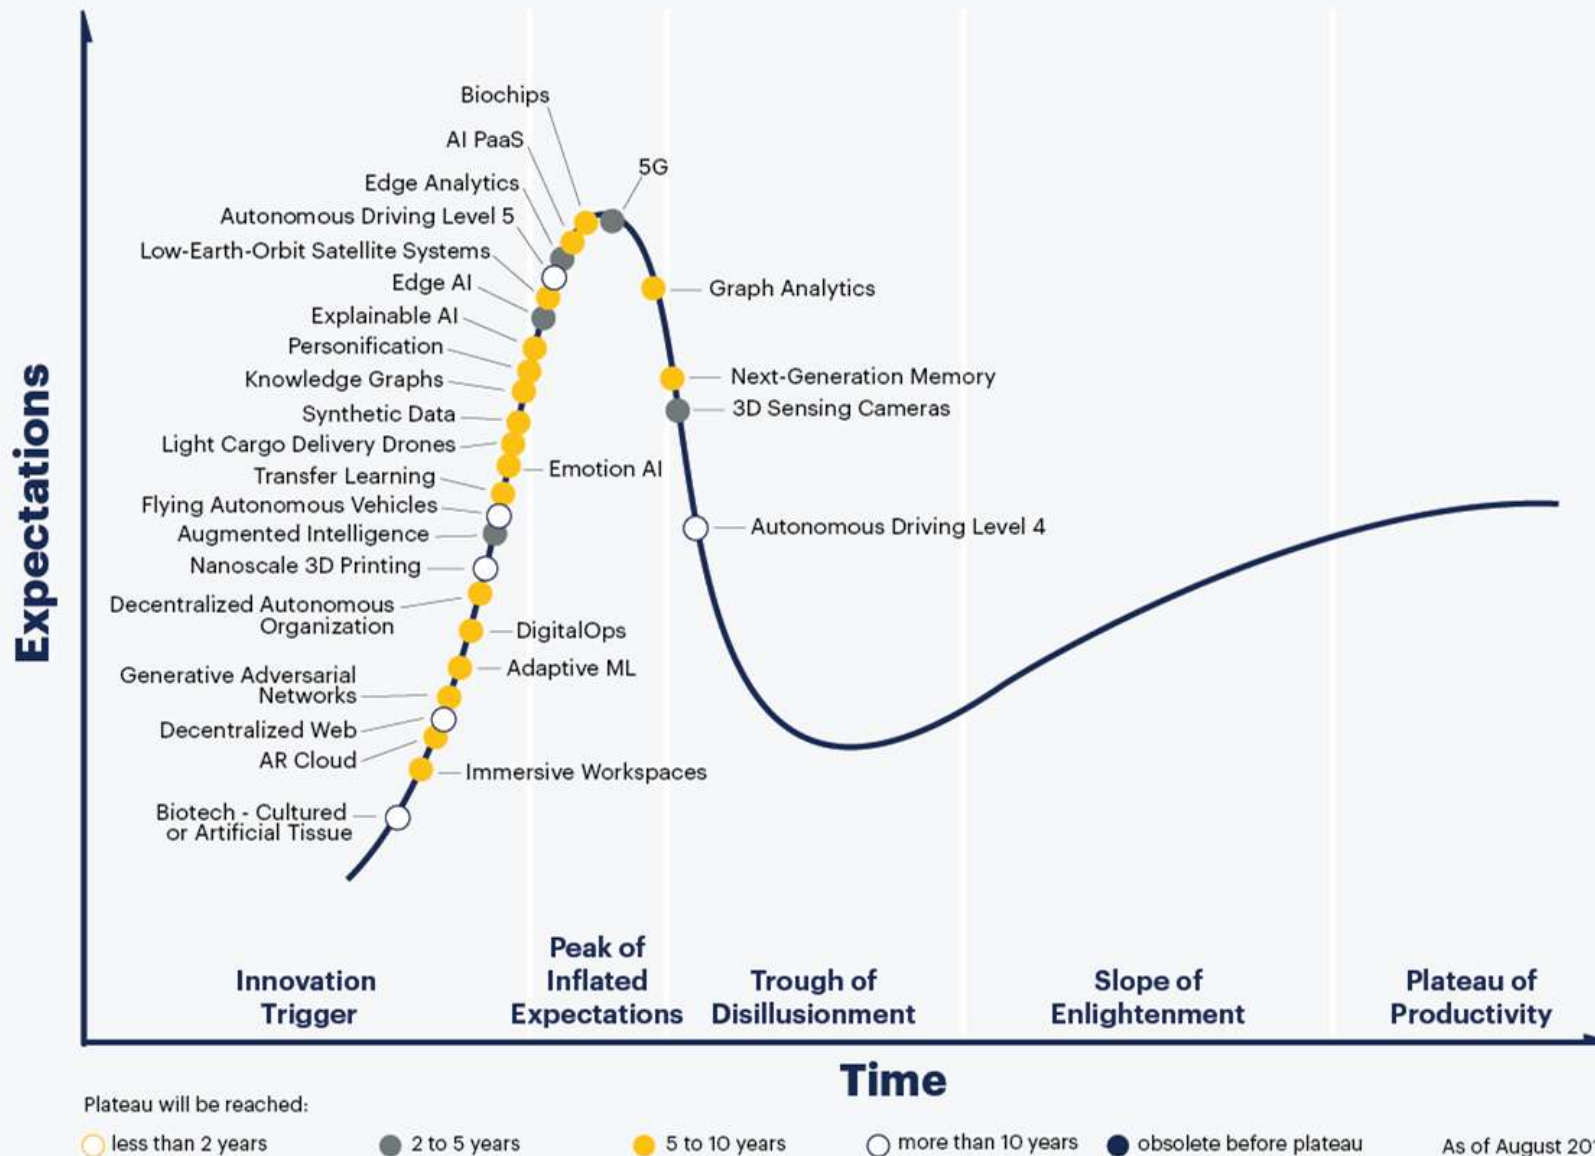 Expectations
Biochips
AI PaaS
5G
Edge Analytics
Autonomous Driving Level 5
Low-Earth-Orbit Satellite Systems
Edge AI
Graph Analytics
Explainable AI
Personification
Knowledge Graphs
Next-Generation Memory
3D Sensing Cameras
Synthetic Data
Light Cargo Delivery Drones
Emotion AI
Transfer Learning
Flying Autonomous Vehicles
Autonomous Driving Level 4
Augmented Intelligence
Nanoscale 3D Printing
Decentralized Autonomous
Organization
DigitalOps
Adaptive ML
Generative Adversarial
Networks
Decentralized Web
AR Cloud
Immersive Workspaces
Biotech - Cultured
or Artificial Tissue
Innovation
Trigger
Peak of
Inflated
Expectations
Trough of
Disillusionment
Slope of
Enlightenment
Plateau of
Productivity
Time
Plateau will be reached:
less than 2 years
2 to 5 years
5 to 10 years
more than 10 years
obsolete before plateau
As of August